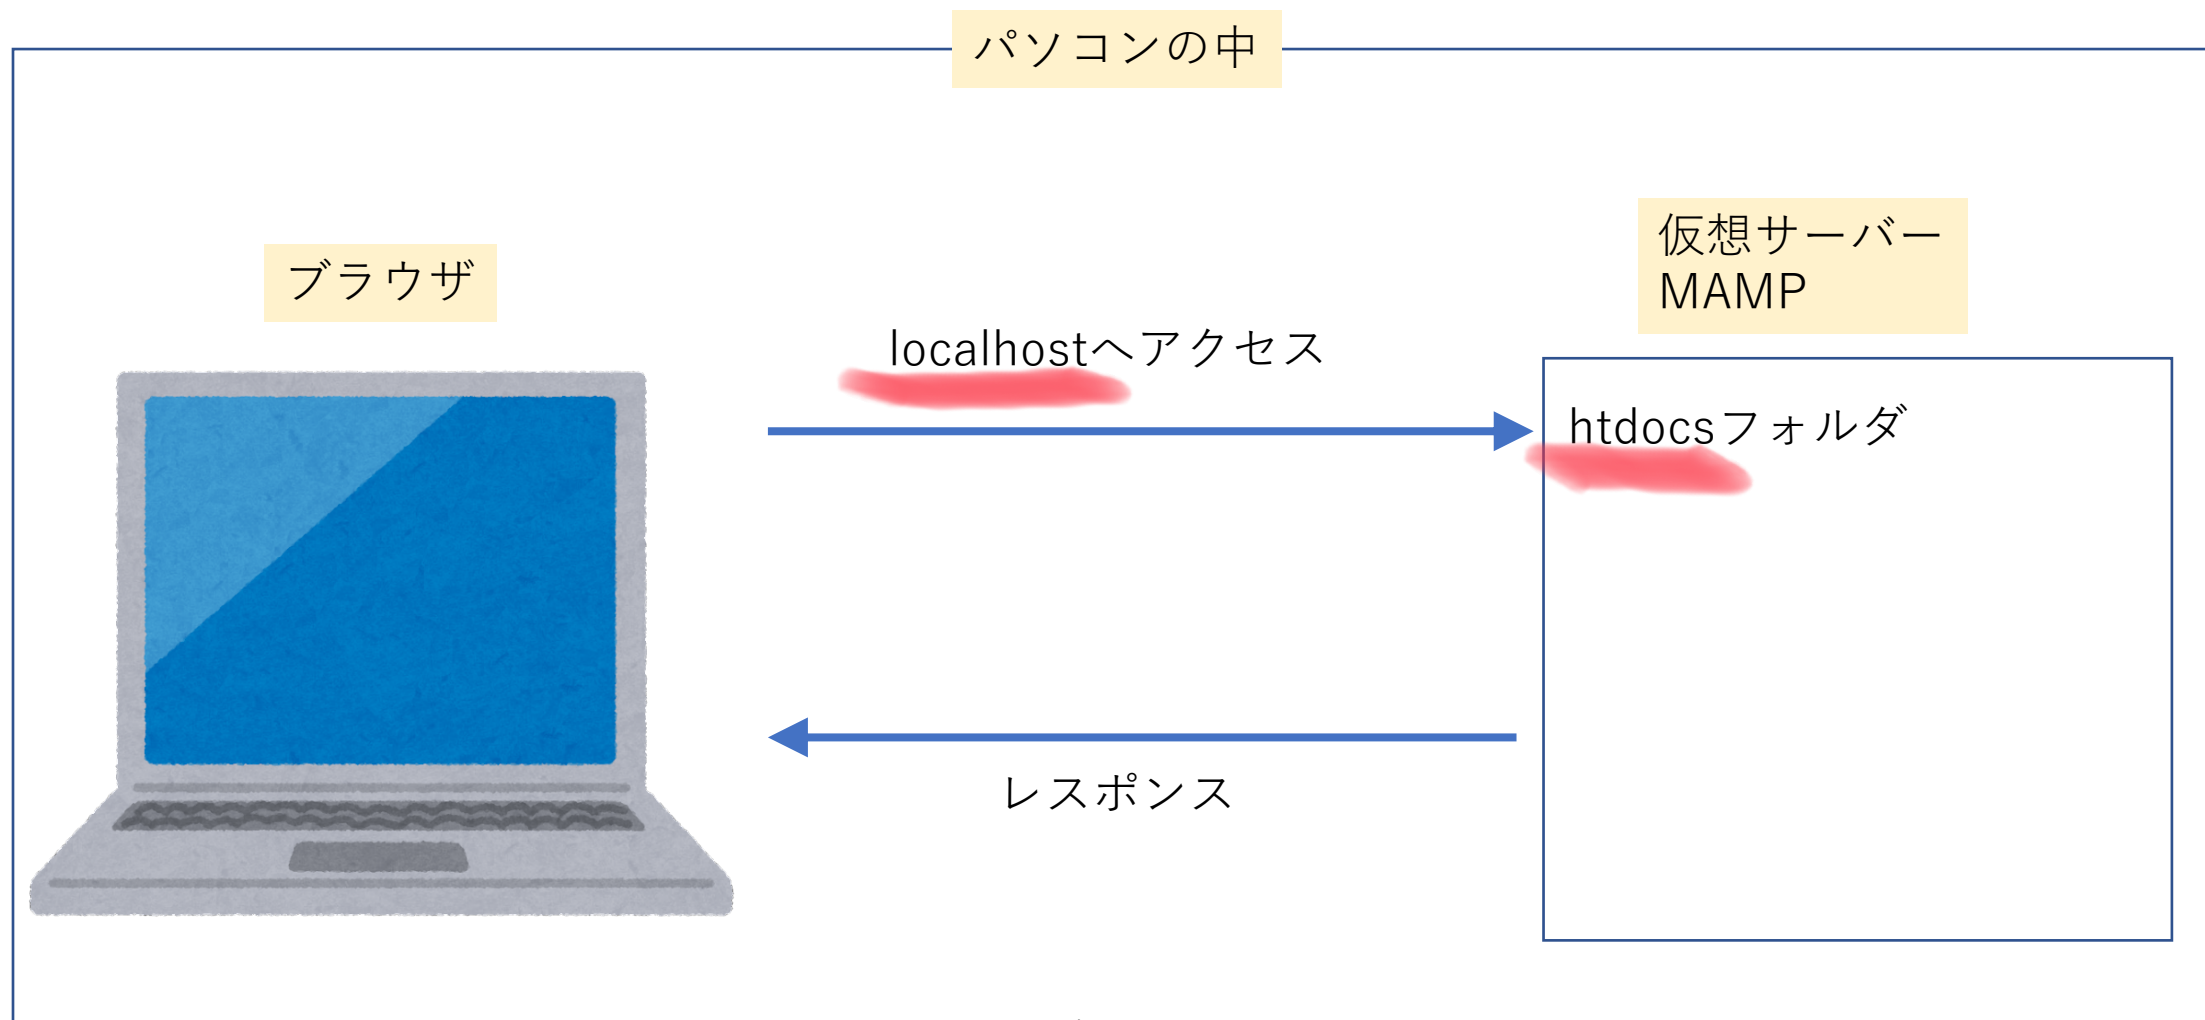 パソコンの中
ブラウザ
仮想サーバー
MAMP
localhostへアクセス
htdocsフォルダ
レスポンス